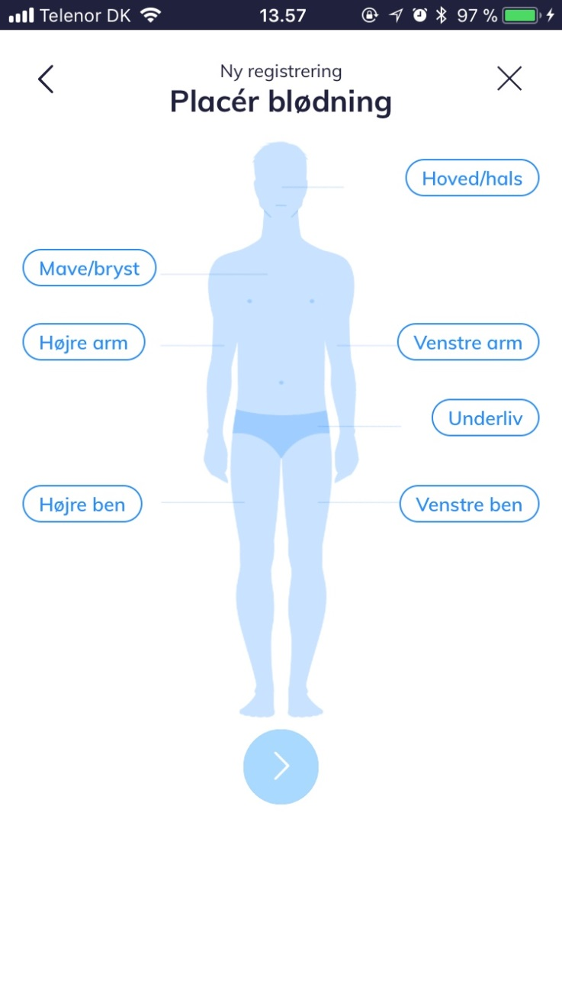 Telenor DK 13.57 97 %
Ny registrering
Placér blødning
Hoved/hals
Mave/bryst
Højre arm
Venstre arm
Underliv
Højre ben
Venstre ben